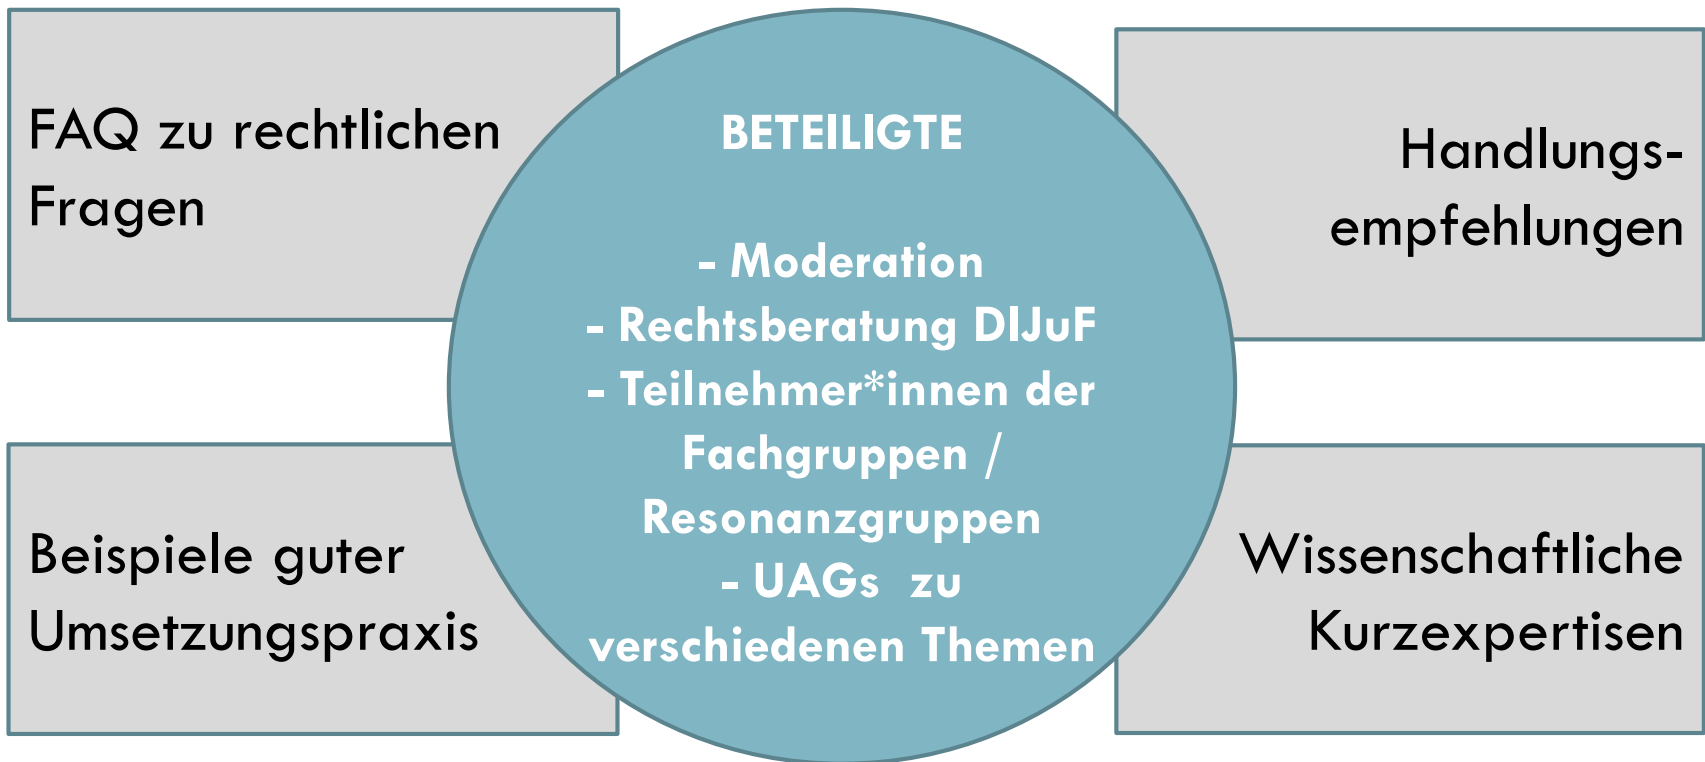 FAQ zu rechtlichen
Fragen
BETEILIGTE
- Moderation
- Rechtsberatung DIJuF
- Teilnehmer*innen der
Fachgruppen /
Resonanzgruppen
- UAGs zu
verschiedenen Themen
Handlungs-
empfehlungen
Beispiele guter
Umsetzungspraxis
Wissenschaftliche
Kurzexpertisen